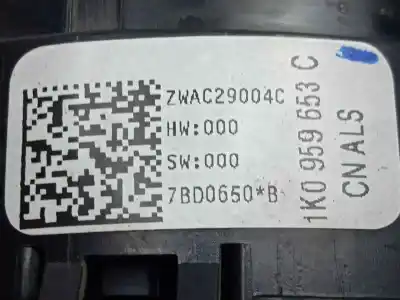 ZWAC29004C
HW:000
SW:000
7BD0650*B
1K0 959 653 C
CN ALS